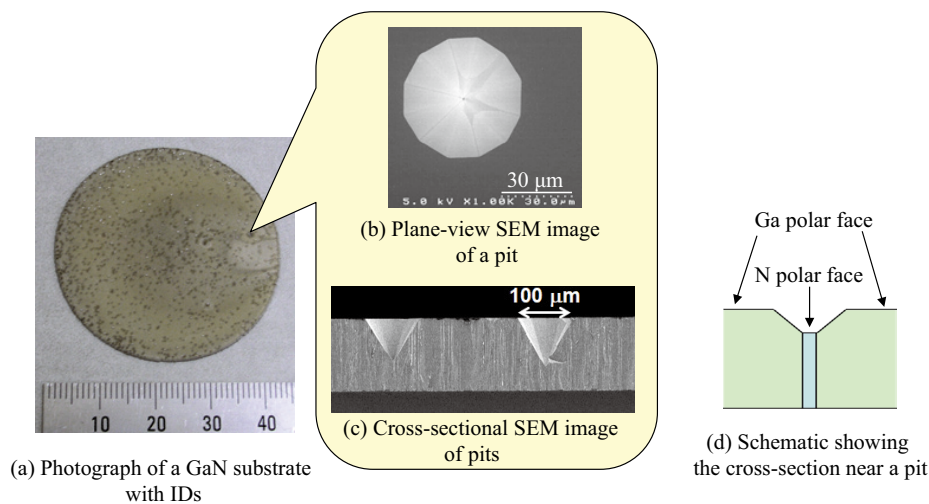 30 μm
5.0 kV X1.00K 30.0μm
(b) Plane-view SEM image
of a pit
100 μm
(c) Cross-sectional SEM image
of pits
10 20 30 40
(a) Photograph of a GaN substrate
with IDs
Ga polar face
N polar face
(d) Schematic showing
the cross-section near a pit